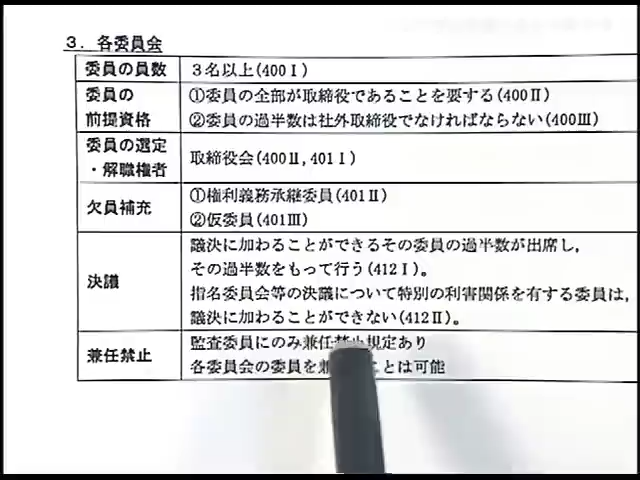 3．各委員会
委員の員数 3名以上(400Ⅰ)
委員の前提資格 ①委員の全部が取締役であることを要する(400Ⅱ)
②委員の過半数は社外取締役でなければならない(400Ⅲ)
委員の選定・解職権者 取締役会(400Ⅱ,401Ⅰ)
欠員補充 ①権利義務承継委員(401Ⅱ)
②仮委員(401Ⅲ)
決議 議決に加わることができるその委員の過半数が出席し,
その過半数をもって行う(412Ⅰ)。
指名委員会等の決議について特別の利害関係を有する委員は,
議決に加わることができない(412Ⅱ)。
兼任禁止 監査委員にのみ兼任禁止規定あり
各委員会の委員を兼 ことは可能